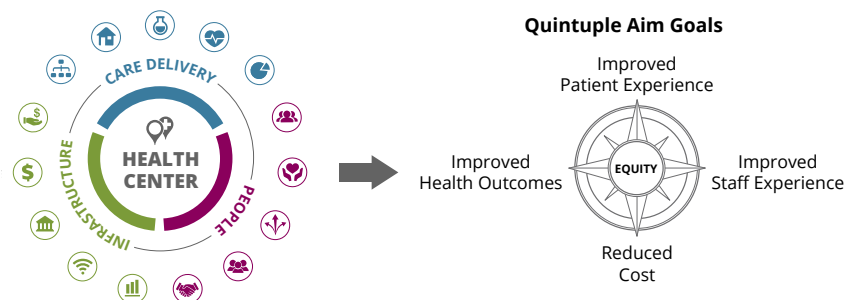 CARE DELIVERY
HEALTH
CENTER
INFRASTRUCTURE
PEOPLE
$
$
Quintuple Aim Goals
Improved
Patient Experience
Improved
Health Outcomes
EQUITY
Improved
Staff Experience
Reduced
Cost